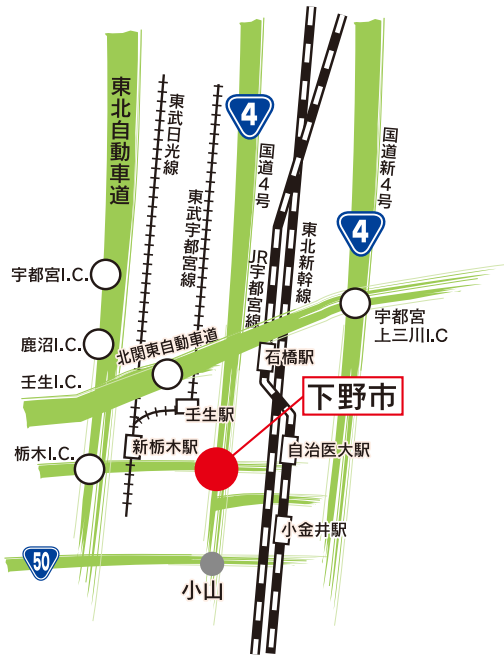 東北自動車道
東武日光線
東武宇都宮線
4
国道4号
JR宇都宮線
東北新幹線
国道新4号
4
宇都宮I.C.
鹿沼I.C.
壬生I.C.
北関東自動車道
宇都宮
上三川I.C
石橋駅
下野市
壬生駅
新栃木駅
栃木I.C.
自治医大駅
小金井駅
50
小山